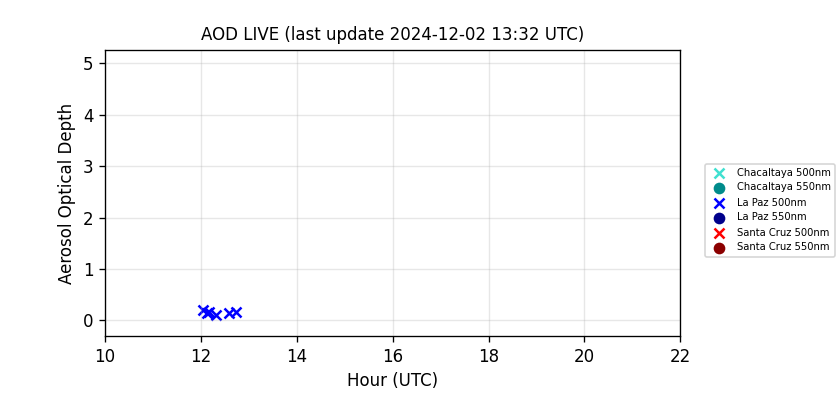 AOD LIVE (last update 2024-12-02 13:32 UTC)
5
4
3
2
1
0
Aerosol Optical Depth
10 12 14 16 18 20 22
Hour (UTC)
Chacaltaya 500nm
Chacaltaya 550nm
La Paz 500nm
La Paz 550nm
Santa Cruz 500nm
Santa Cruz 550nm